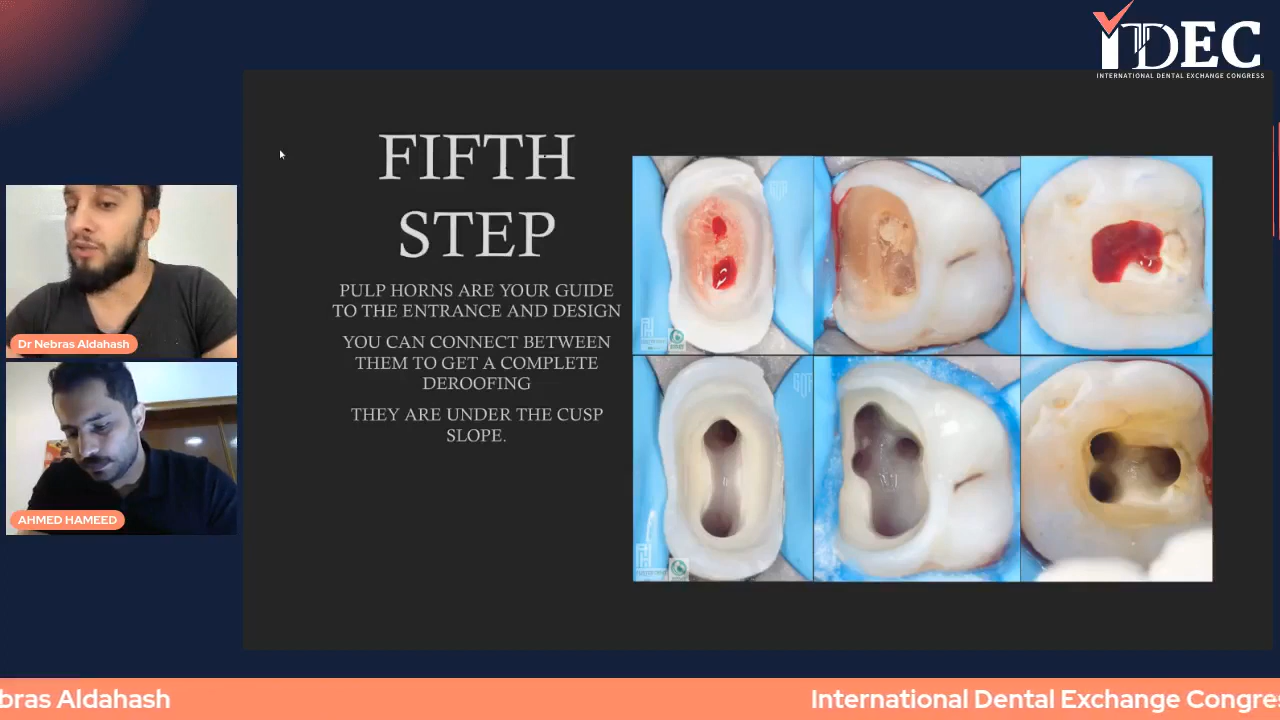 IDEC
INTERNATIONAL DENTAL EXCHANGE CONGRESS
FIFTH
STEP
PULP HORNS ARE YOUR GUIDE
TO THE ENTRANCE AND DESIGN
YOU CAN CONNECT BETWEEN
THEM TO GET A COMPLETE
DEROOFING
THEY ARE UNDER THE CUSP
SLOPE.
Dr Nebras Aldahash
AHMED HAMEED
bras Aldahash
International Dental Exchange Congres